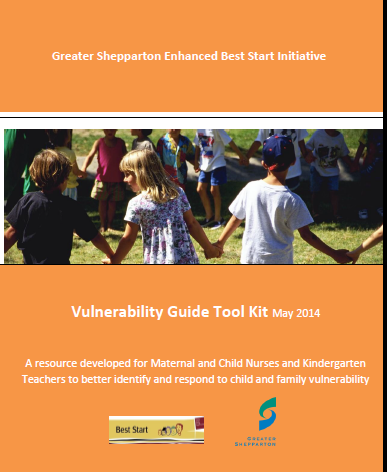 Greater Shepparton Enhanced Best Start Initiative
Vulnerability Guide Tool Kit May 2014
A resource developed for Maternal and Child Nurses and Kindergarten
Teachers to better identify and respond to child and family vulnerability
Best Start
GREATER
SHEPPARTON